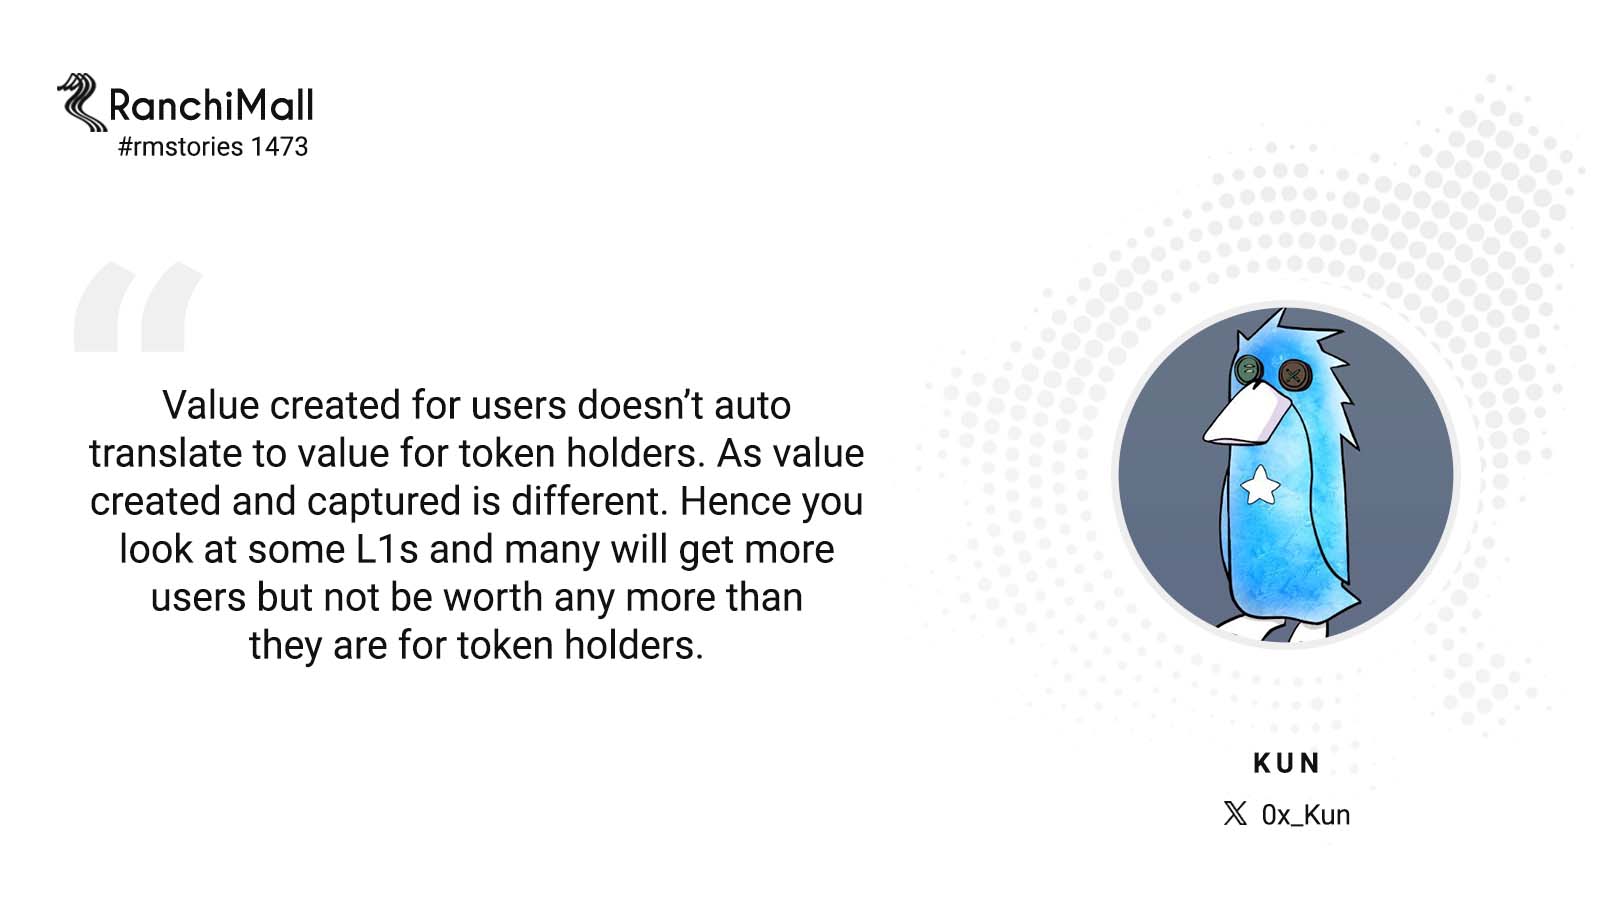 RanchiMall
#rmstories 1473
“
Value created for users doesn’t auto
translate to value for token holders. As value
created and captured is different. Hence you
look at some L1s and many will get more
users but not be worth any more than
they are for token holders.
KUN
𝕏 0x_Kun